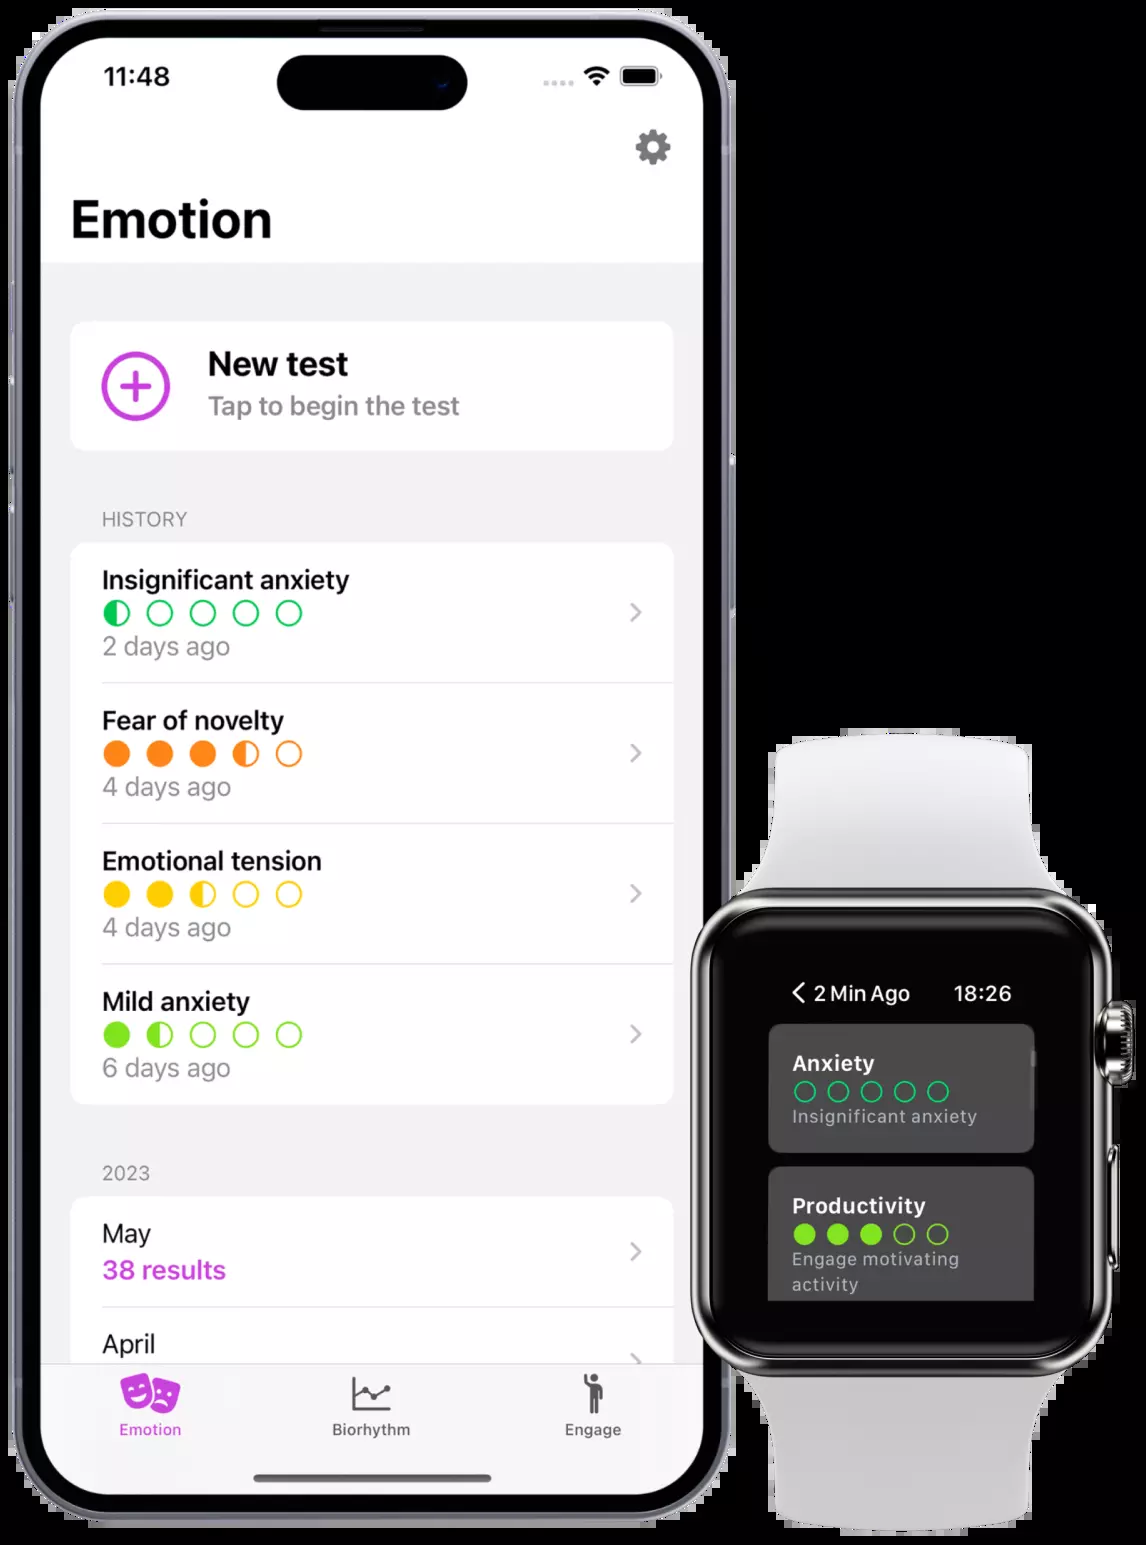 11:48
Emotion
New test
Tap to begin the test
HISTORY
Insignificant anxiety
2 days ago
Fear of novelty
4 days ago
Emotional tension
4 days ago
Mild anxiety
6 days ago
2023
May
38 results
April
Emotion
Biorhythm
Engage
2 Min Ago
18:26
Anxiety
Insignificant anxiety
Productivity
Engage motivating
activity